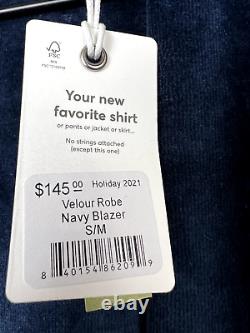 FSC
Your new
favorite shirt
or pants or jacket or skirt...
No strings attached
(except this one)
$145.00 Holiday 2021
Velour Robe
Navy Blazer
S/M
8 40154 86209 9